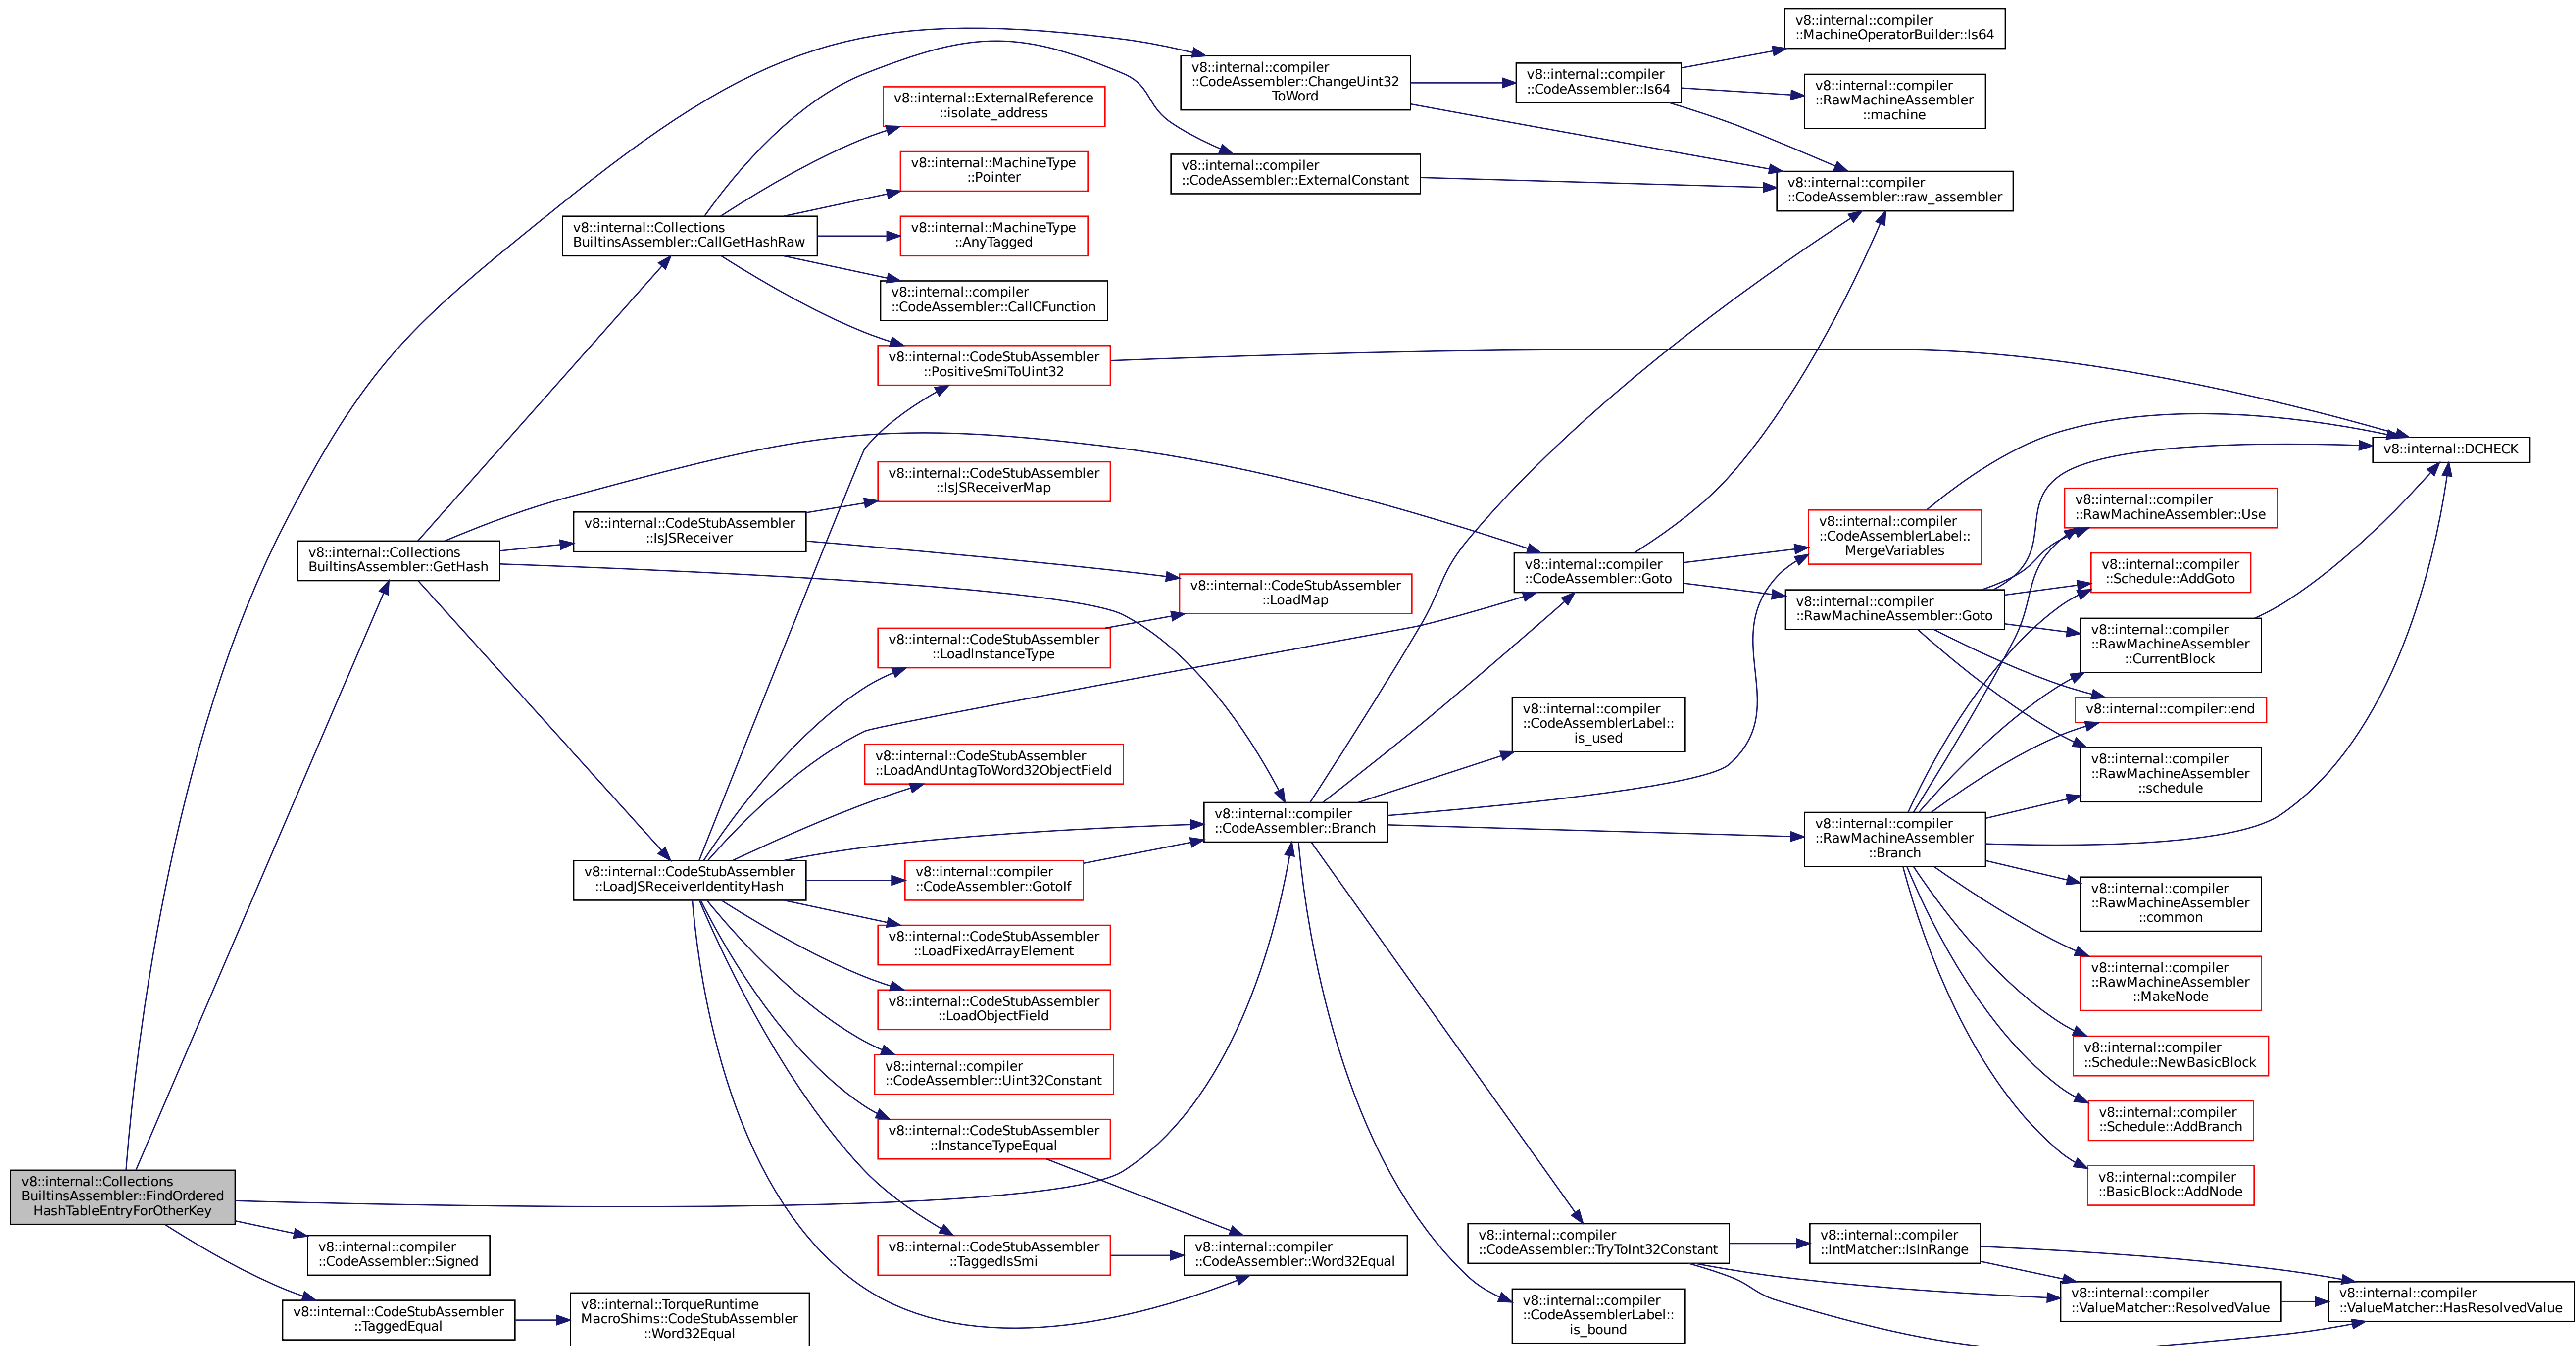 v8::internal::Collections
BuiltinsAssembler::FindOrdered
HashTableEntryForOtherKey
v8::internal::compiler
::CodeAssembler::Signed
v8::internal::CodeStubAssembler
::TaggedEqual
v8::internal::Collections
BuiltinsAssembler::GetHash
v8::internal::Collections
BuiltinsAssembler::CallGetHashRaw
v8::internal::CodeStubAssembler
::IsJSReceiver
v8::internal::CodeStubAssembler
::LoadJSReceiverIdentityHash
v8::internal::TorqueRuntime
MacroShims::CodeStubAssembler
::Word32Equal
v8::internal::ExternalReference
::isolate_address
v8::internal::MachineType
::Pointer
v8::internal::MachineType
::AnyTagged
v8::internal::compiler
::CodeAssembler::CallCFunction
v8::internal::CodeStubAssembler
::PositiveSmiToUint32
v8::internal::CodeStubAssembler
::IsJSReceiverMap
v8::internal::CodeStubAssembler
::LoadInstanceType
v8::internal::CodeStubAssembler
::LoadAndUntagToWord32ObjectField
v8::internal::compiler
::CodeAssembler::GotoIf
v8::internal::CodeStubAssembler
::LoadFixedArrayElement
v8::internal::CodeStubAssembler
::LoadObjectField
v8::internal::compiler
::CodeAssembler::Uint32Constant
v8::internal::CodeStubAssembler
::InstanceTypeEqual
v8::internal::CodeStubAssembler
::TaggedIsSmi
v8::internal::compiler
::CodeAssembler::ChangeUint32
ToWord
v8::internal::compiler
::CodeAssembler::ExternalConstant
v8::internal::CodeStubAssembler
::LoadMap
v8::internal::compiler
::CodeAssembler::Branch
v8::internal::compiler
::CodeAssembler::Word32Equal
v8::internal::compiler
::CodeAssembler::Is64
v8::internal::compiler
::CodeAssembler::Goto
v8::internal::compiler
::CodeAssemblerLabel::
is_used
v8::internal::compiler
::CodeAssembler::TryToInt32Constant
v8::internal::compiler
::CodeAssemblerLabel::
is_bound
v8::internal::compiler
::MachineOperatorBuilder::Is64
v8::internal::compiler
::RawMachineAssembler
::machine
v8::internal::compiler
::CodeAssembler::raw_assembler
v8::internal::compiler
::CodeAssemblerLabel::
MergeVariables
v8::internal::compiler
::RawMachineAssembler::Goto
v8::internal::compiler
::RawMachineAssembler
::Branch
v8::internal::compiler
::IntMatcher::IsInRange
v8::internal::DCHECK
v8::internal::compiler
::RawMachineAssembler::Use
v8::internal::compiler
::Schedule::AddGoto
v8::internal::compiler
::RawMachineAssembler
::CurrentBlock
v8::internal::compiler::end
v8::internal::compiler
::RawMachineAssembler
::schedule
v8::internal::compiler
::RawMachineAssembler
::common
v8::internal::compiler
::RawMachineAssembler
::MakeNode
v8::internal::compiler
::Schedule::NewBasicBlock
v8::internal::compiler
::Schedule::AddBranch
v8::internal::compiler
::BasicBlock::AddNode
v8::internal::compiler
::ValueMatcher::ResolvedValue
v8::internal::compiler
::ValueMatcher::HasResolvedValue